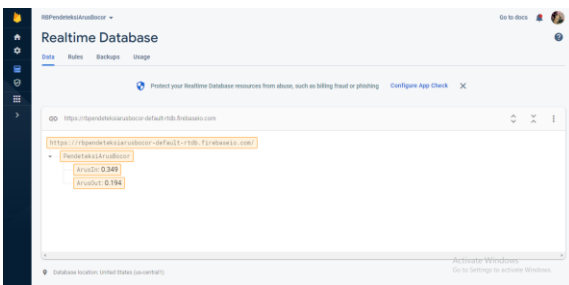 RBPendeteksiArusBocor
Go to docs
Realtime Database
Data Rules Backups Usage
Protect your Realtime Database resources from abuse, such as billing fraud or phishing Configure App Check
https://rbpendeteksiarusbocor-default-rtdb.firebaseio.com
https://rbpendeteksiarusbocor-default-rtdb.firebaseio.com/
PendeteksiArusBocor
ArusIn: 0.349
ArusOut: 0.194
Activate Windows
Go to Settings to activate Windows.
Database location: United States (us-central1)